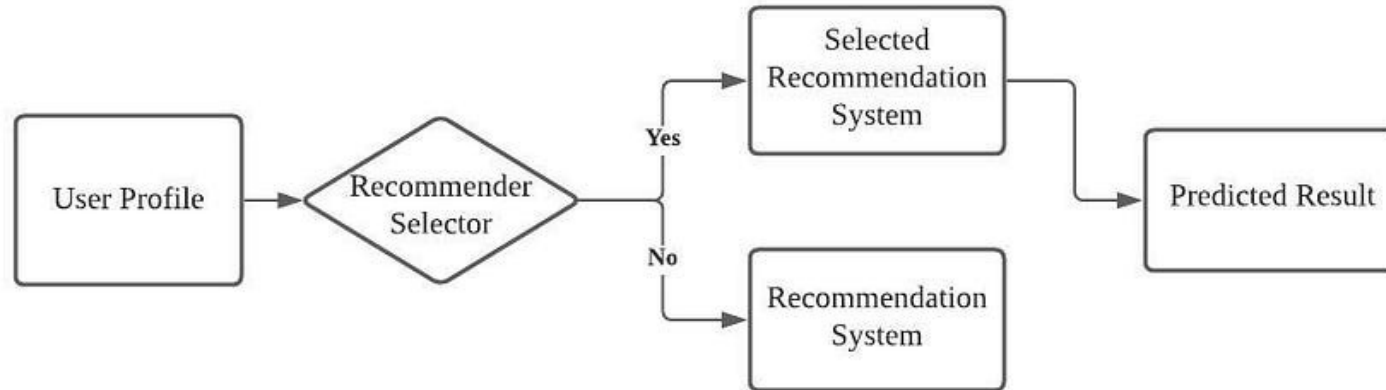 User Profile
Recommender
Selector
Yes
No
Selected
Recommendation
System
Recommendation
System
Predicted Result